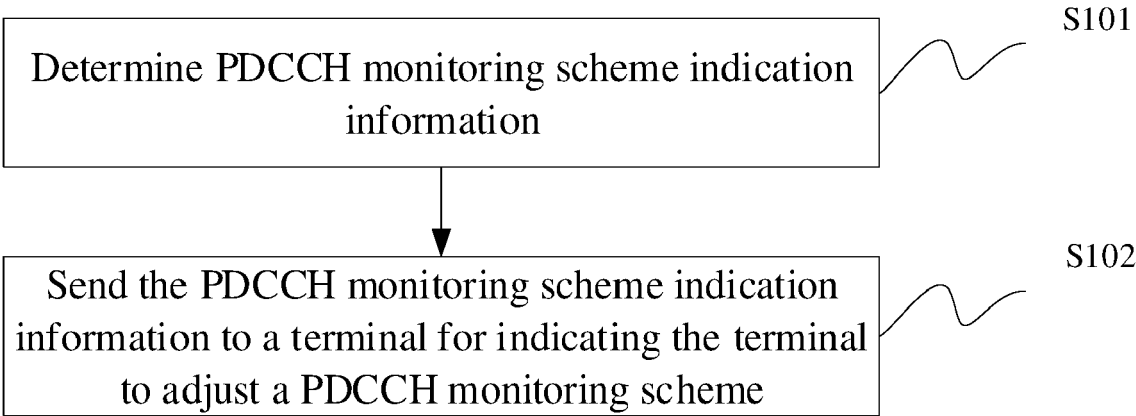 S101
Determine PDCCH monitoring scheme indication
information
S102
Send the PDCCH monitoring scheme indication
information to a terminal for indicating the terminal
to adjust a PDCCH monitoring scheme